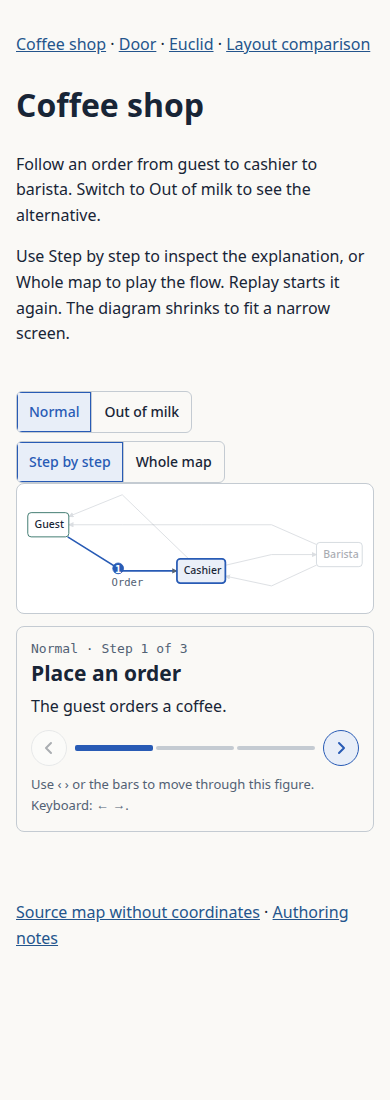 Coffee shop · Door · Euclid · Layout comparison
Coffee shop
Follow an order from guest to cashier to
barista. Switch to Out of milk to see the
alternative.
Use Step by step to inspect the explanation, or
Whole map to play the flow. Replay starts it
again. The diagram shrinks to fit a narrow
screen.
Normal Out of milk
Step by step Whole map
Guest
Barista
1
Cashier
Order
Normal · Step 1 of 3
Place an order
The guest orders a coffee.
Use ‹ › or the bars to move through this figure.
Keyboard: ← →.
Source map without coordinates · Authoring
notes